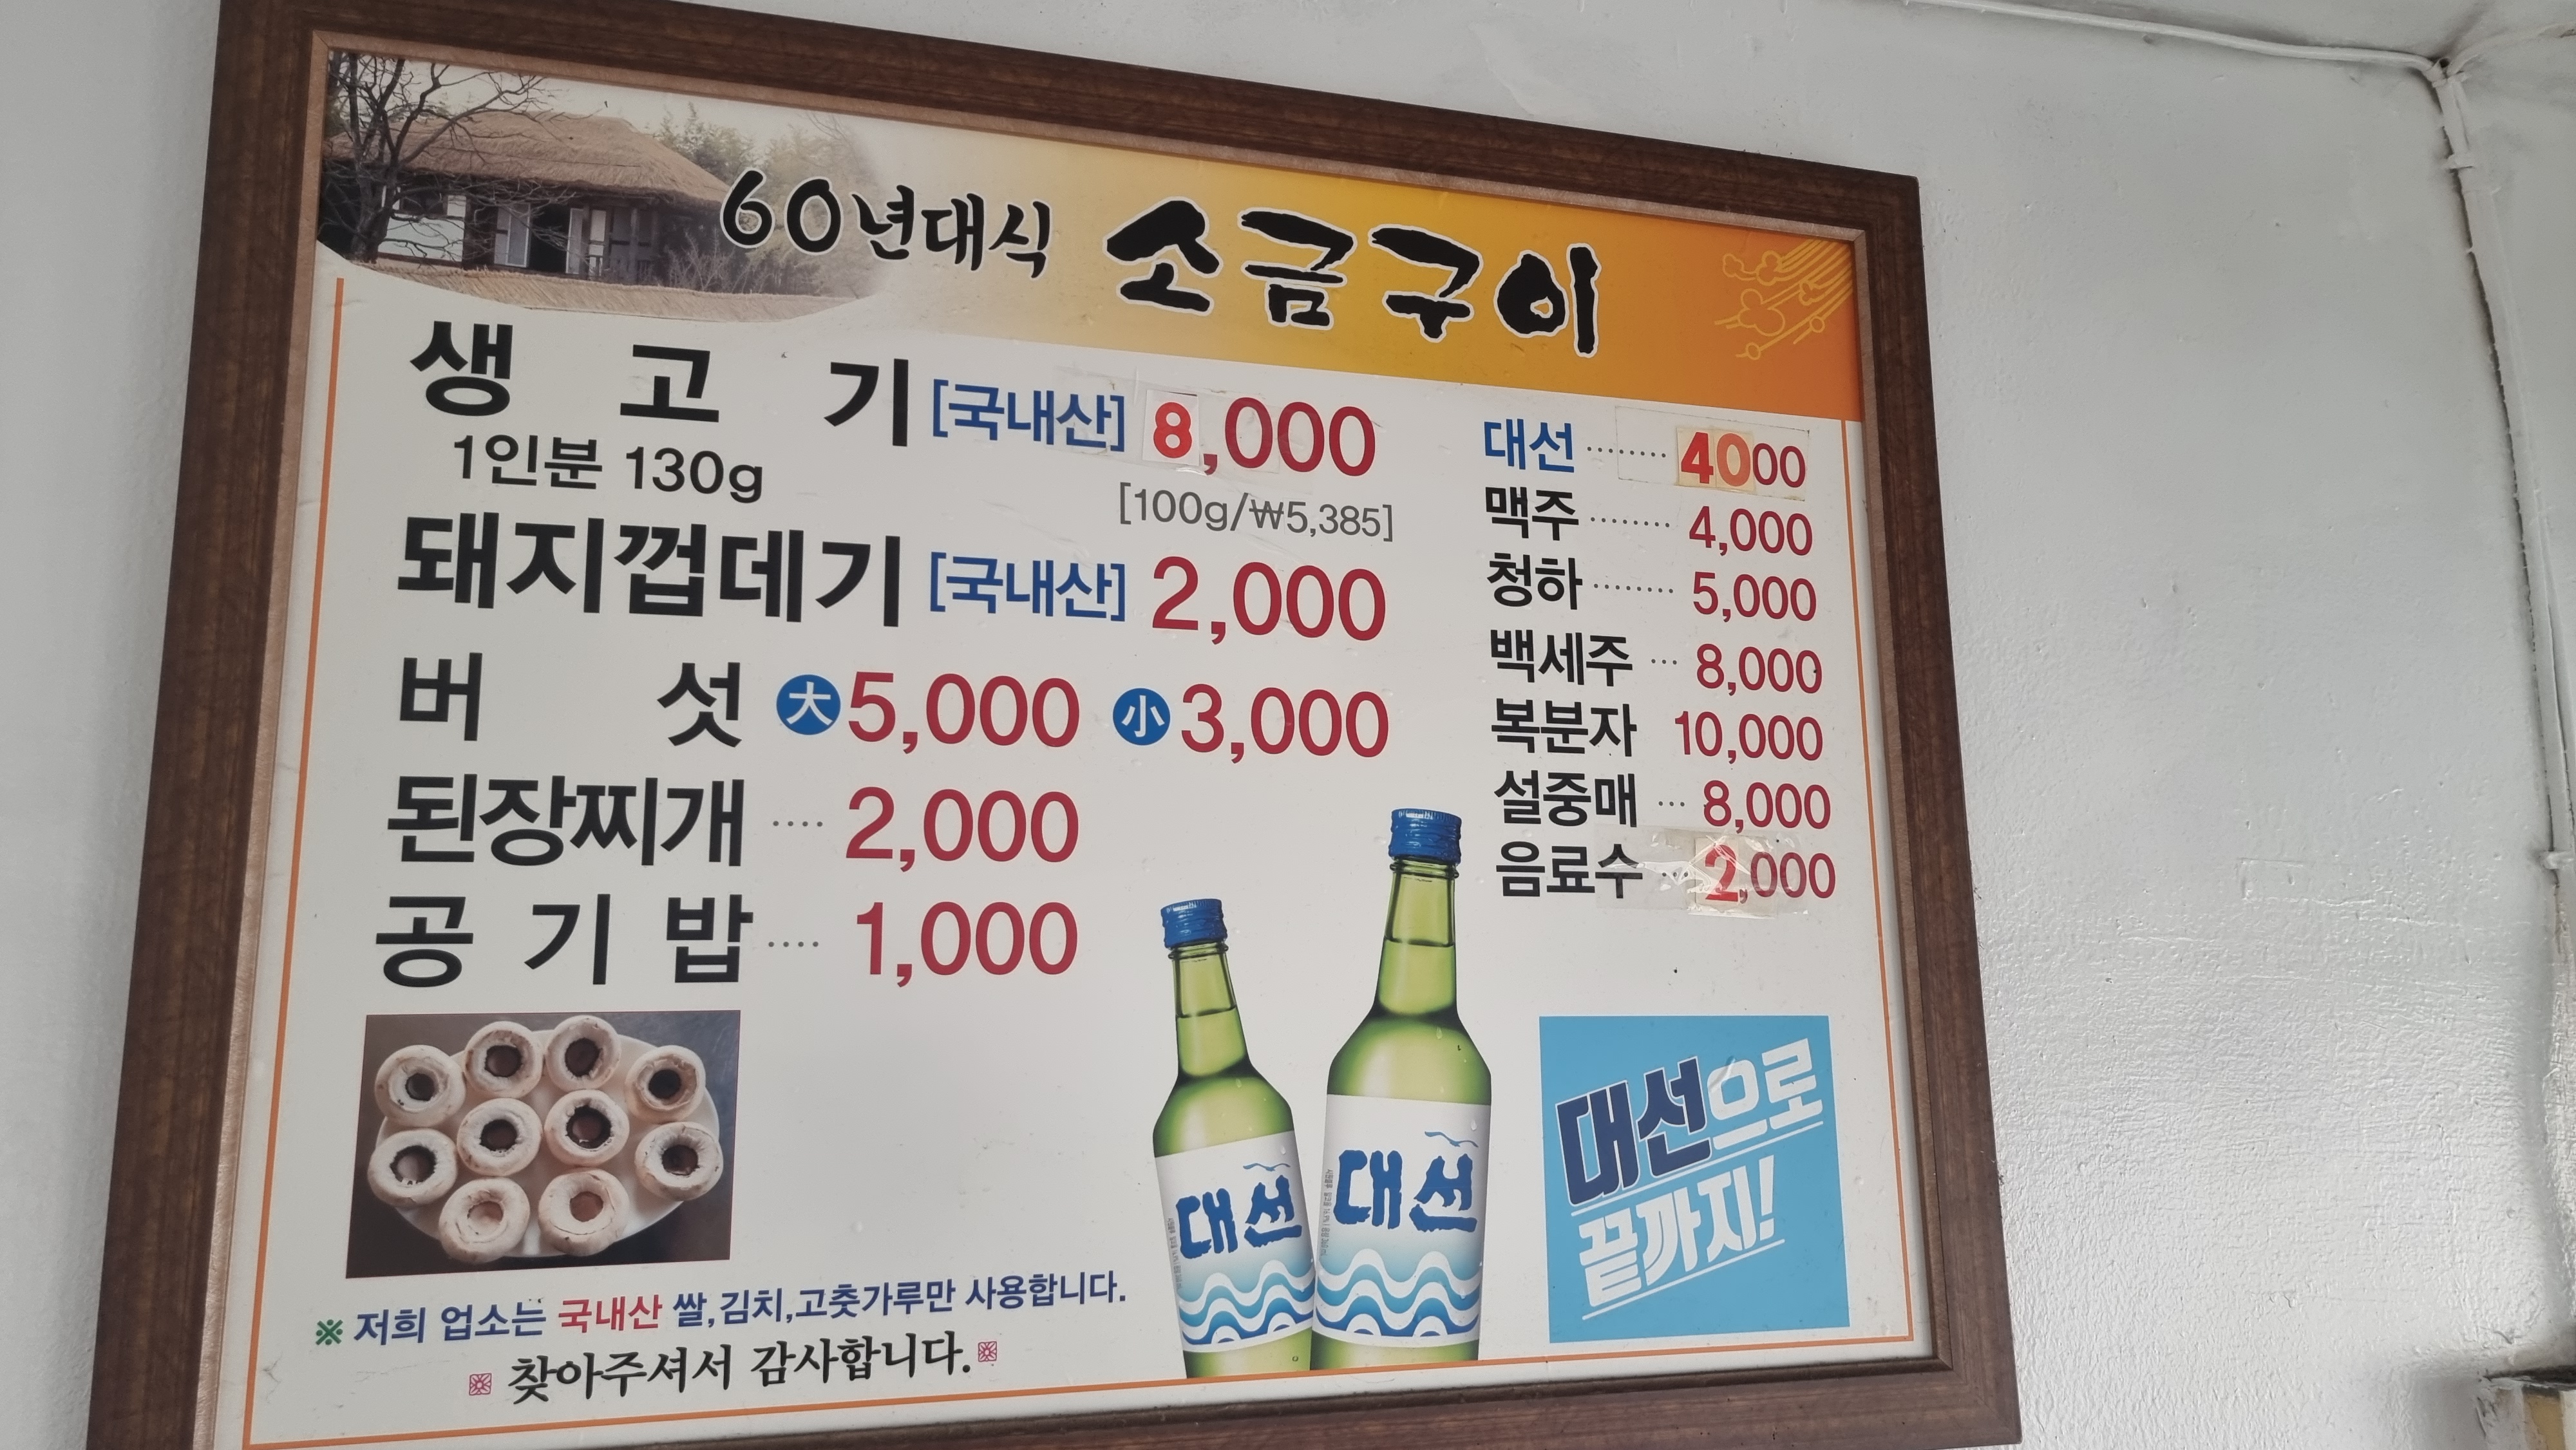 60년대식 소금구이
생 고 기 [국내산] 8,000
1인분 130g
[100g/₩5,385]
돼지껍데기 [국내산] 2,000
버 섯 大 5,000 小 3,000
된장찌개 ···· 2,000
공 기 밥 ···· 1,000
대선 ········ 4000
맥주 ········ 4,000
청하 ········ 5,000
백세주 ··· 8,000
복분자 10,000
설중매 ··· 8,000
음료수 ··· 2,000
대선
대선
대선으로
끝까지!
※ 저희 업소는 국내산 쌀,김치,고춧가루만 사용합니다.
찾아주셔서 감사합니다.